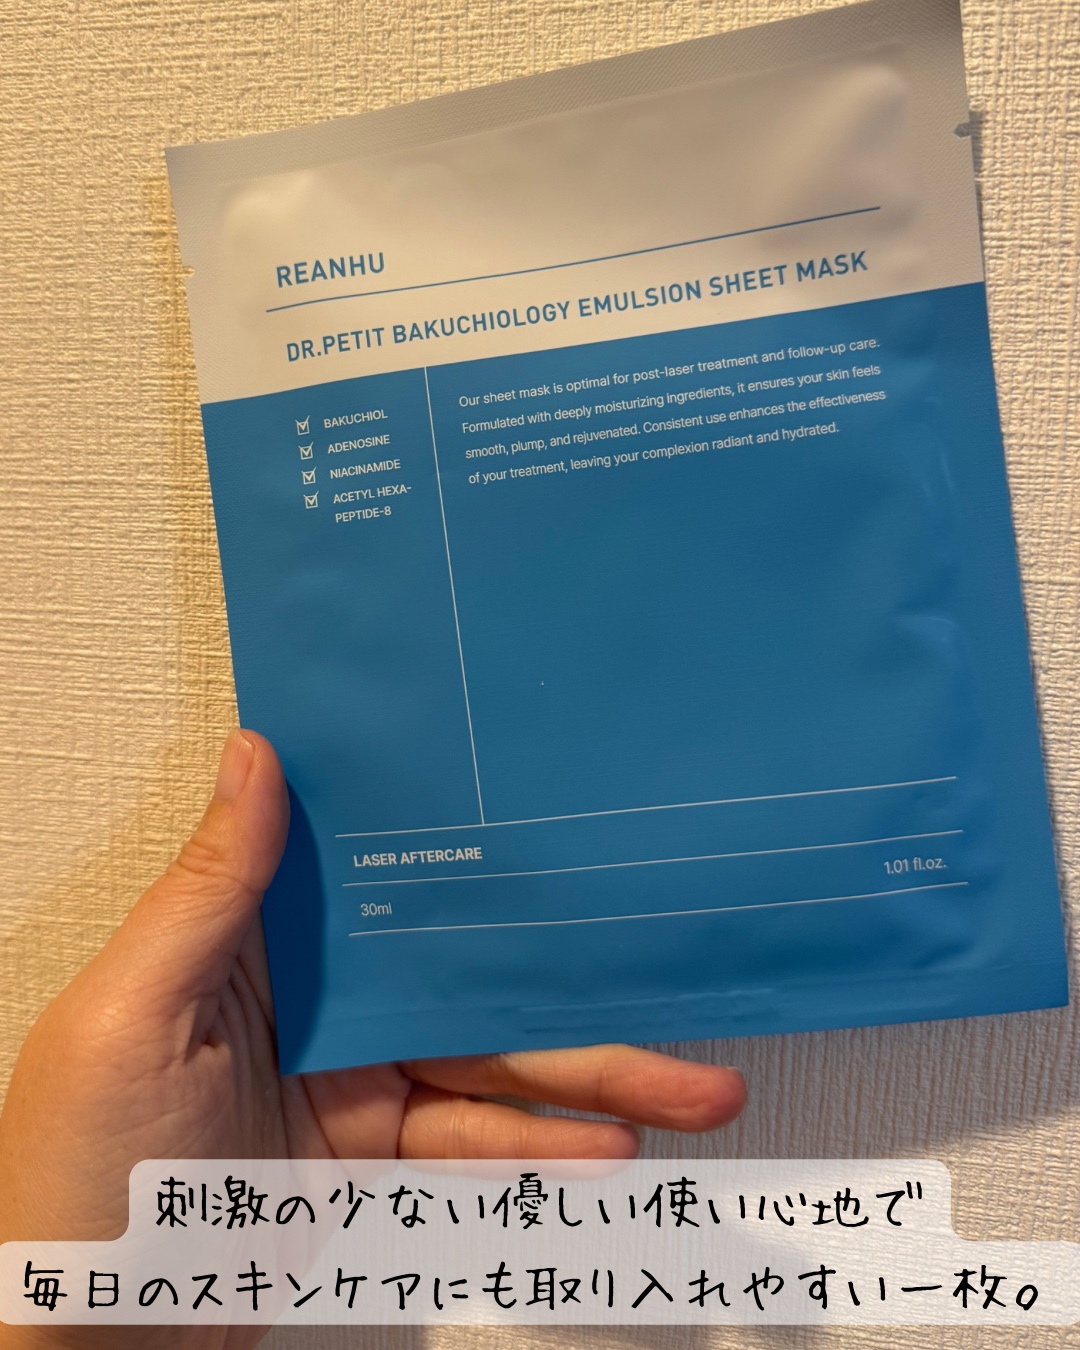 REANHU
DR.PETIT BAKUCHIOLOGY EMULSION SHEET MASK
BAKUCHIOL
ADENOSINE
NIACINAMIDE
ACETYL HEXA-
PEPTIDE-8
Our sheet mask is optimal for post-laser treatment and follow-up care.
Formulated with deeply moisturizing ingredients, it ensures your skin feels
smooth, plump, and rejuvenated. Consistent use enhances the effectiveness
of your treatment, leaving your complexion radiant and hydrated.
LASER AFTERCARE
30ml
1.01 fl.oz.
刺激の少ない優しい使い心地で
毎日のスキンケアにも取り入れやすい一枚。